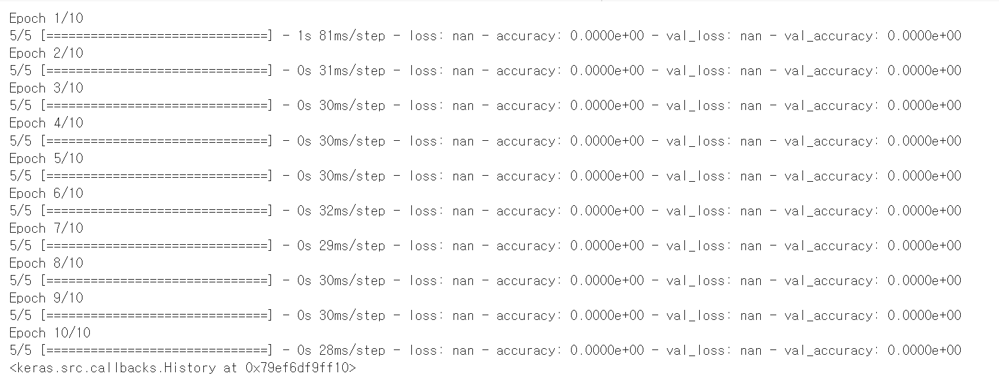 Epoch 1/10
5/5 [==============================] - 1s 81ms/step - loss: nan - accuracy: 0.0000e+00 - val_loss: nan - val_accuracy: 0.0000e+00
Epoch 2/10
5/5 [==============================] - 0s 31ms/step - loss: nan - accuracy: 0.0000e+00 - val_loss: nan - val_accuracy: 0.0000e+00
Epoch 3/10
5/5 [==============================] - 0s 30ms/step - loss: nan - accuracy: 0.0000e+00 - val_loss: nan - val_accuracy: 0.0000e+00
Epoch 4/10
5/5 [==============================] - 0s 30ms/step - loss: nan - accuracy: 0.0000e+00 - val_loss: nan - val_accuracy: 0.0000e+00
Epoch 5/10
5/5 [==============================] - 0s 30ms/step - loss: nan - accuracy: 0.0000e+00 - val_loss: nan - val_accuracy: 0.0000e+00
Epoch 6/10
5/5 [==============================] - 0s 32ms/step - loss: nan - accuracy: 0.0000e+00 - val_loss: nan - val_accuracy: 0.0000e+00
Epoch 7/10
5/5 [==============================] - 0s 29ms/step - loss: nan - accuracy: 0.0000e+00 - val_loss: nan - val_accuracy: 0.0000e+00
Epoch 8/10
5/5 [==============================] - 0s 30ms/step - loss: nan - accuracy: 0.0000e+00 - val_loss: nan - val_accuracy: 0.0000e+00
Epoch 9/10
5/5 [==============================] - 0s 30ms/step - loss: nan - accuracy: 0.0000e+00 - val_loss: nan - val_accuracy: 0.0000e+00
Epoch 10/10
5/5 [==============================] - 0s 28ms/step - loss: nan - accuracy: 0.0000e+00 - val_loss: nan - val_accuracy: 0.0000e+00
<keras.src.callbacks.History at 0x79ef6df9ff10>